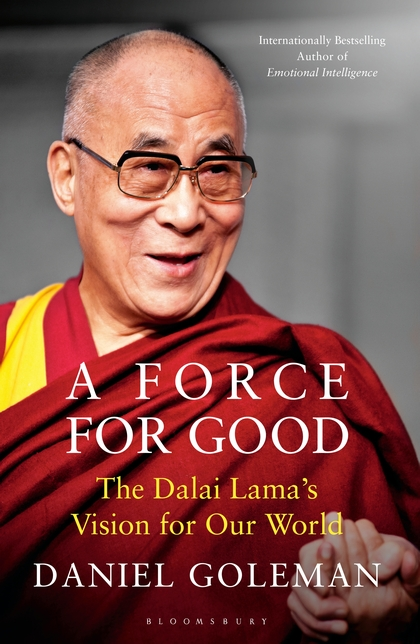 Internationally Bestselling
Author of
Emotional Intelligence
A FORCE
FOR GOOD
The Dalai Lama's
Vision for Our World
DANIEL GOLEMAN
BLOOMSBURY